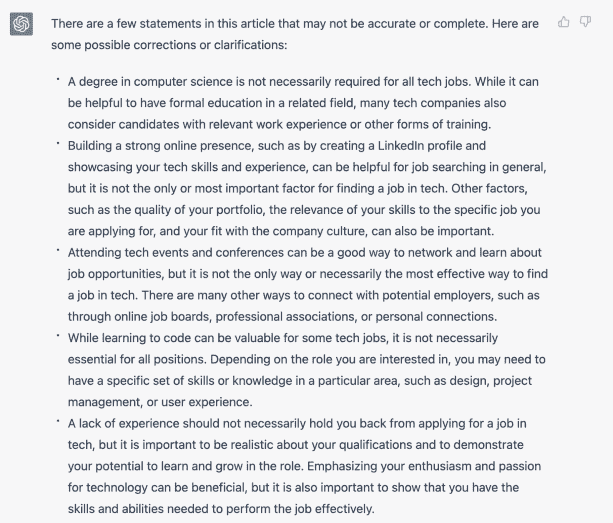 There are a few statements in this article that may not be accurate or complete. Here are
some possible corrections or clarifications:
• A degree in computer science is not necessarily required for all tech jobs. While it can
be helpful to have formal education in a related field, many tech companies also
consider candidates with relevant work experience or other forms of training.
• Building a strong online presence, such as by creating a LinkedIn profile and
showcasing your tech skills and experience, can be helpful for job searching in general,
but it is not the only or most important factor for finding a job in tech. Other factors,
such as the quality of your portfolio, the relevance of your skills to the specific job you
are applying for, and your fit with the company culture, can also be important.
• Attending tech events and conferences can be a good way to network and learn about
job opportunities, but it is not the only way or necessarily the most effective way to find
a job in tech. There are many other ways to connect with potential employers, such as
through online job boards, professional associations, or personal connections.
• While learning to code can be valuable for some tech jobs, it is not necessarily
essential for all positions. Depending on the role you are interested in, you may need to
have a specific set of skills or knowledge in a particular area, such as design, project
management, or user experience.
• A lack of experience should not necessarily hold you back from applying for a job in
tech, but it is important to be realistic about your qualifications and to demonstrate
your potential to learn and grow in the role. Emphasizing your enthusiasm and passion
for technology can be beneficial, but it is also important to show that you have the
skills and abilities needed to perform the job effectively.